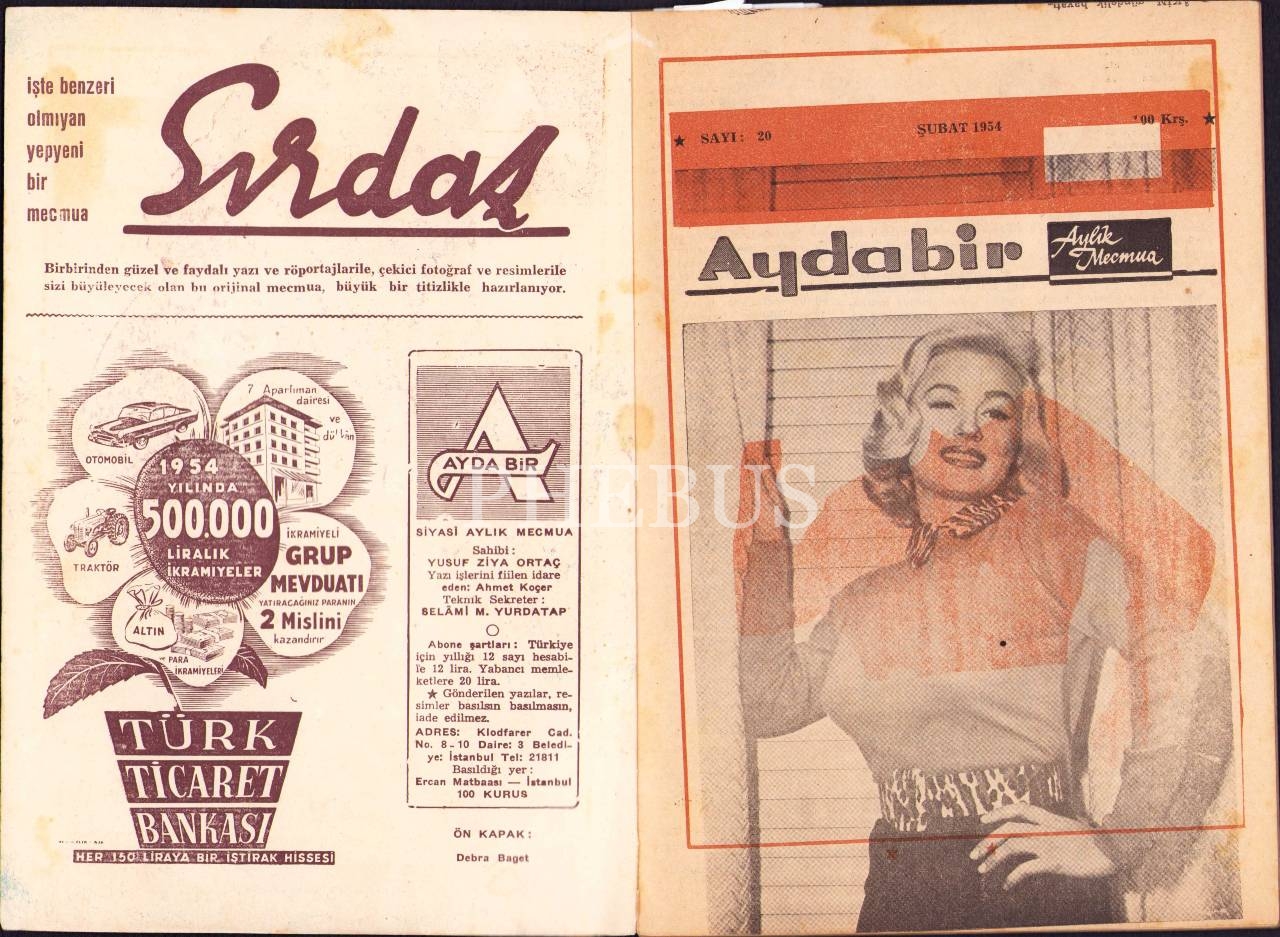 işte benzeri
olmıyan
yepyeni
bir
mecmua
Sırdaş
Birbirinden güzel ve faydalı yazı ve röportajlarile, çekici fotoğraf ve resimlerile
sizi büyüleyecek olan bu orijinal mecmua, büyük bir titizlikle hazırlanıyor.
OTOMOBİL
7 Apartıman
dairesi
ve
dükkân
1954
YILINDA
500.000
LİRALIK
İKRAMİYELER
TRAKTÖR
İKRAMİYELİ
GRUP
MEVDUATI
YATIRACAĞINIZ PARANIN
2 Mislini
kazandırır
ALTIN
PARA
İKRAMİYELERİ
TÜRK
TİCARET
BANKASI
HER 150 LİRAYA BİR İŞTİRAK HİSSESİ
AYDA BİR
SİYASÎ AYLIK MECMUA
Sahibi :
YUSUF ZİYA ORTAÇ
Yazı işlerini fiilen idare
eden: Ahmet Koçer
Teknik Sekreter :
SELÂMİ M. YURDATAP
Abone şartları : Türkiye
için yıllığı 12 sayı hesabi-
le 12 lira. Yabancı memle-
ketlere 20 lira.
★ Gönderilen yazılar, re-
simler basılsın basılmasın,
iade edilmez.
ADRES: Klodfarer Cad.
No. 8-10 Daire: 3 Beledi-
ye: İstanbul Tel: 21811
Basıldığı yer :
Ercan Matbaası — İstanbul
100 KURUS
ÖN KAPAK :
Debra Baget
gündelik hayatı.
★ SAYI : 20
ŞUBAT 1954
100 Krş. ★
Aydabir
Aylık
Mecmua
PHEBUS